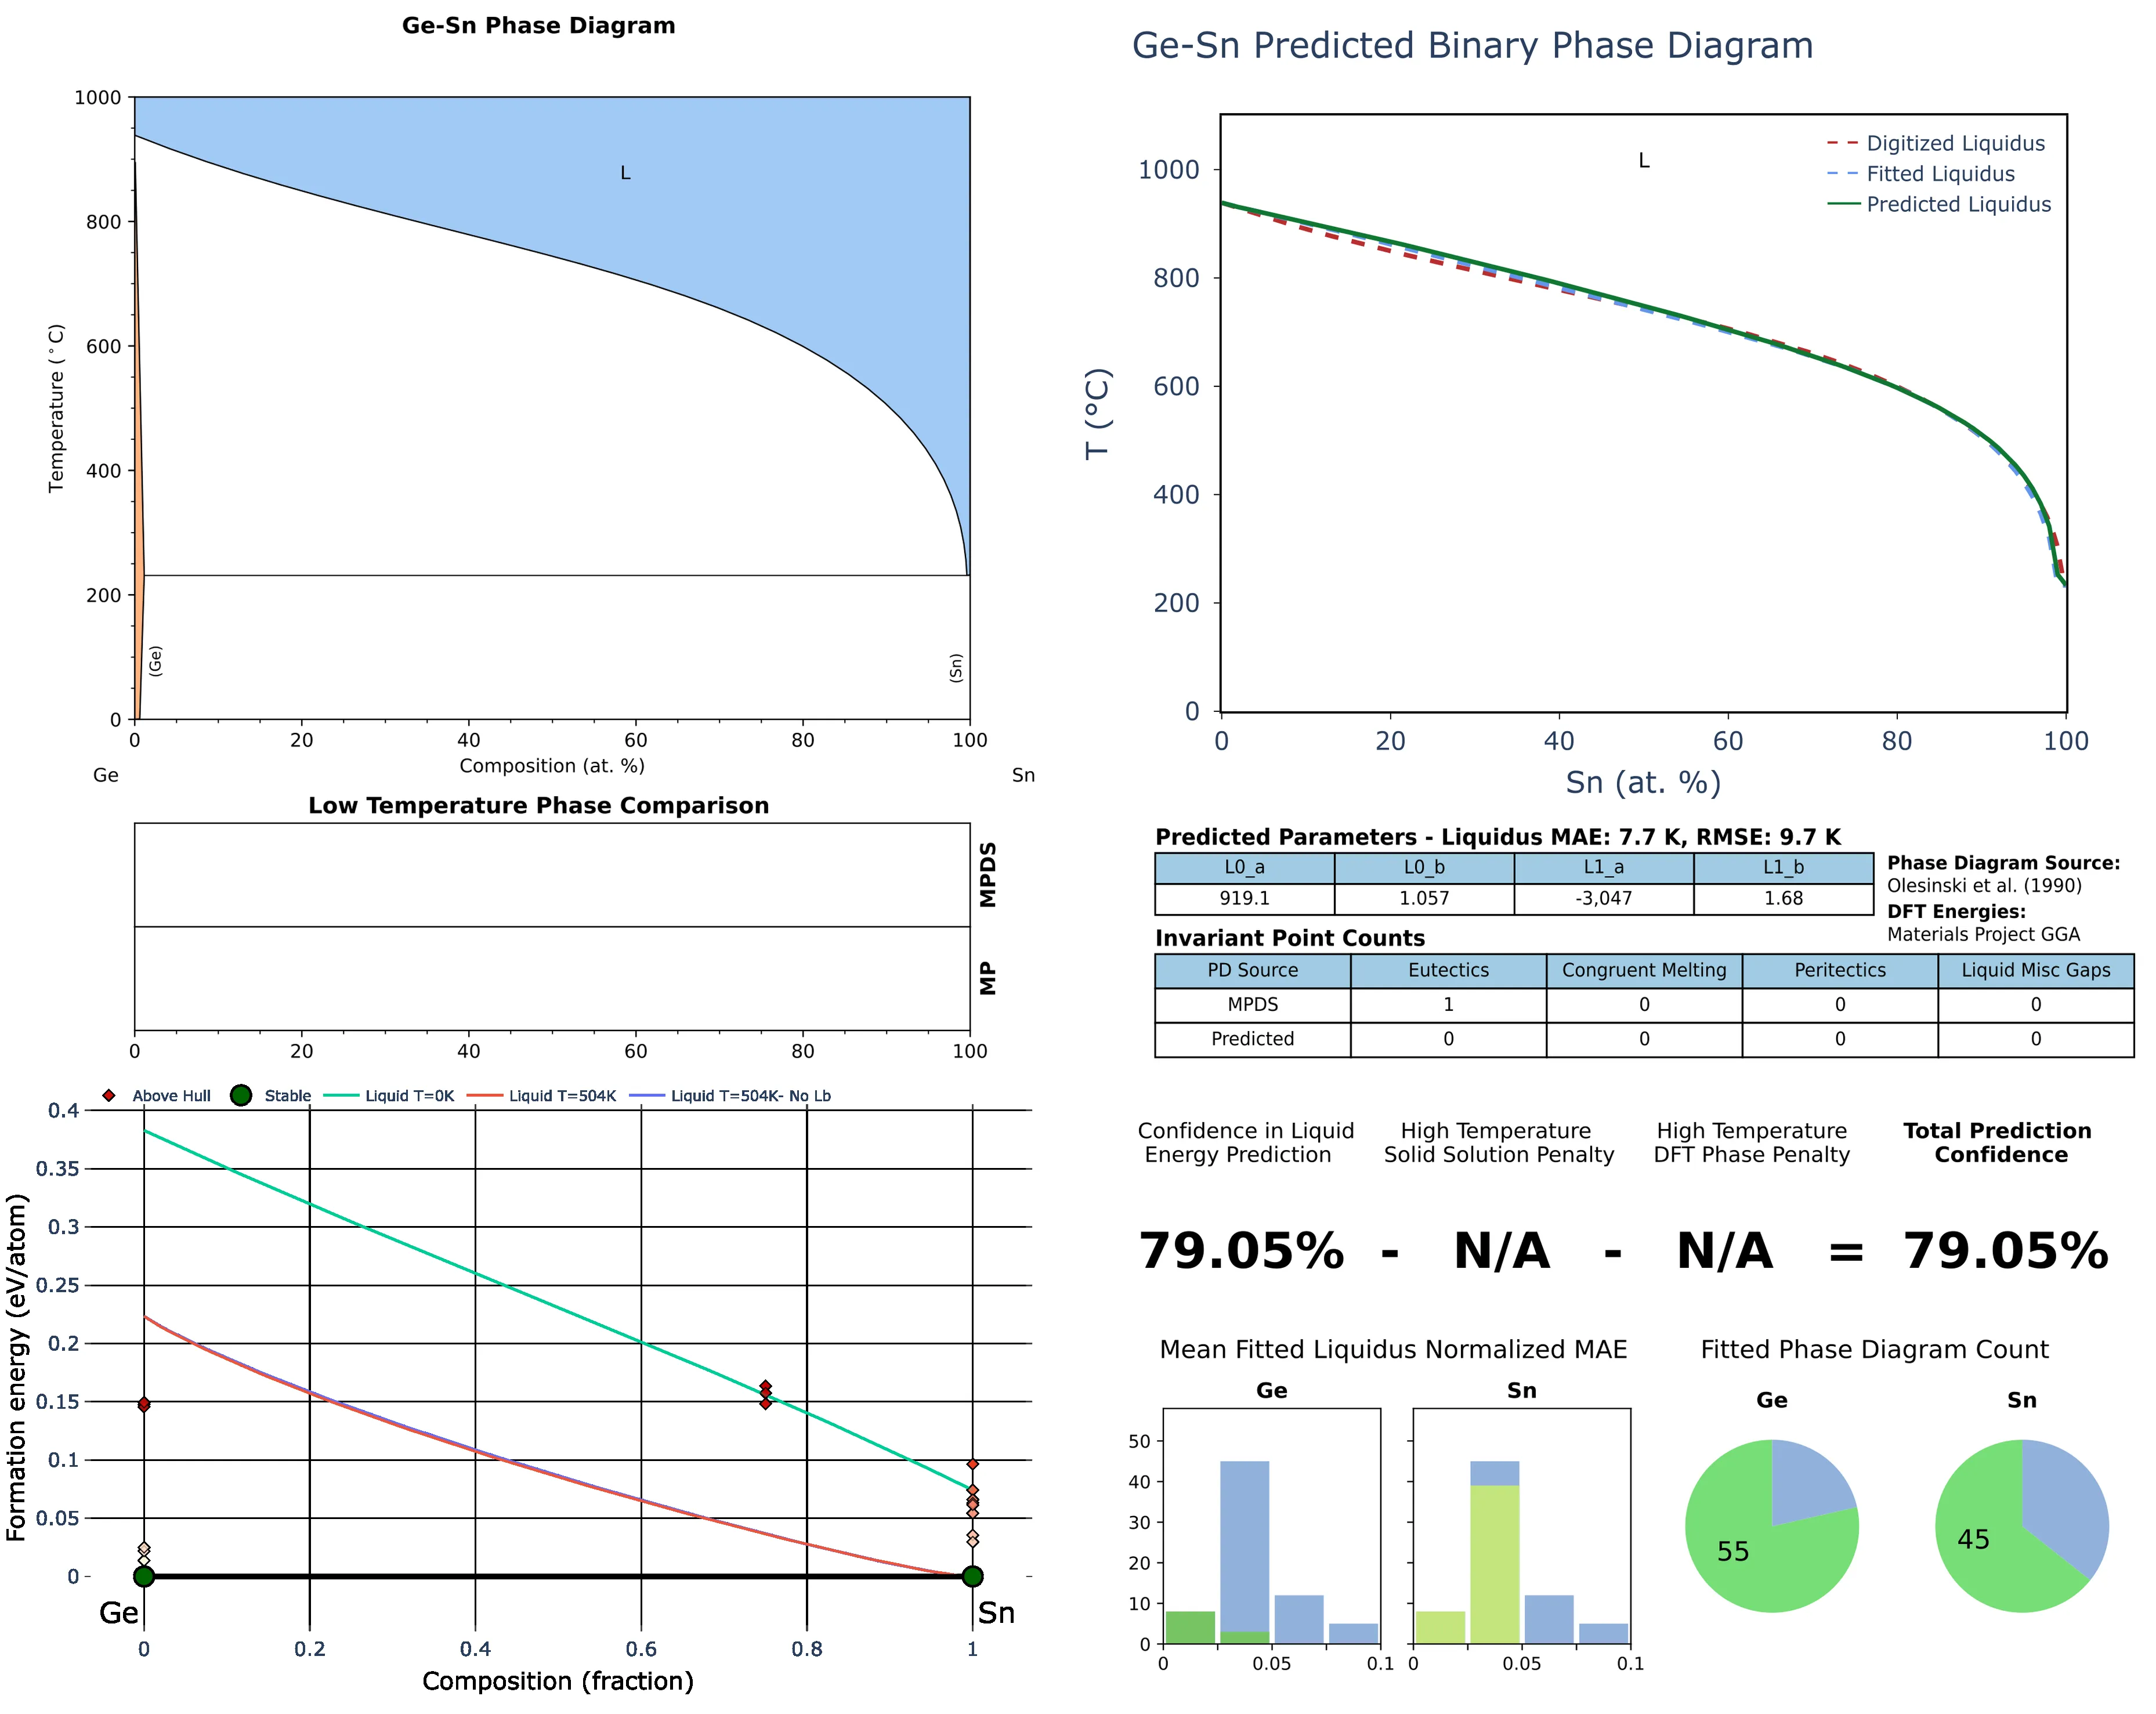 Ge-Sn Phase Diagram
1000
800
600
400
200
0
Temperature (°C)
L
(Ge)
(Sn)
0 20 40 60 80 100
Composition (at. %)
Ge Sn
Low Temperature Phase Comparison
MPDS
MP
0 20 40 60 80 100
Ge-Sn Predicted Binary Phase Diagram
L
Digitized Liquidus
Fitted Liquidus
Predicted Liquidus
1000
800
600
400
200
0
T (°C)
0 20 40 60 80 100
Sn (at. %)
Predicted Parameters - Liquidus MAE: 7.7 K, RMSE: 9.7 K
L0_a L0_b L1_a L1_b
919.1 1.057 -3,047 1.68
Phase Diagram Source:
Olesinski et al. (1990)
DFT Energies:
Materials Project GGA
Invariant Point Counts
PD Source Eutectics Congruent Melting Peritectics Liquid Misc Gaps
MPDS 1 0 0 0
Predicted 0 0 0 0
Above Hull Stable Liquid T=0K Liquid T=504K Liquid T=504K- No Lb
0.4
0.35
0.3
0.25
0.2
0.15
0.1
0.05
0
Formation energy (eV/atom)
Ge Sn
0 0.2 0.4 0.6 0.8 1
Composition (fraction)
Confidence in Liquid
Energy Prediction
High Temperature
Solid Solution Penalty
High Temperature
DFT Phase Penalty
Total Prediction
Confidence
79.05% - N/A - N/A = 79.05%
Mean Fitted Liquidus Normalized MAE
Ge Sn
50
40
30
20
10
0
0 0.05 0.1 0 0.05 0.1
Fitted Phase Diagram Count
Ge Sn
55 45